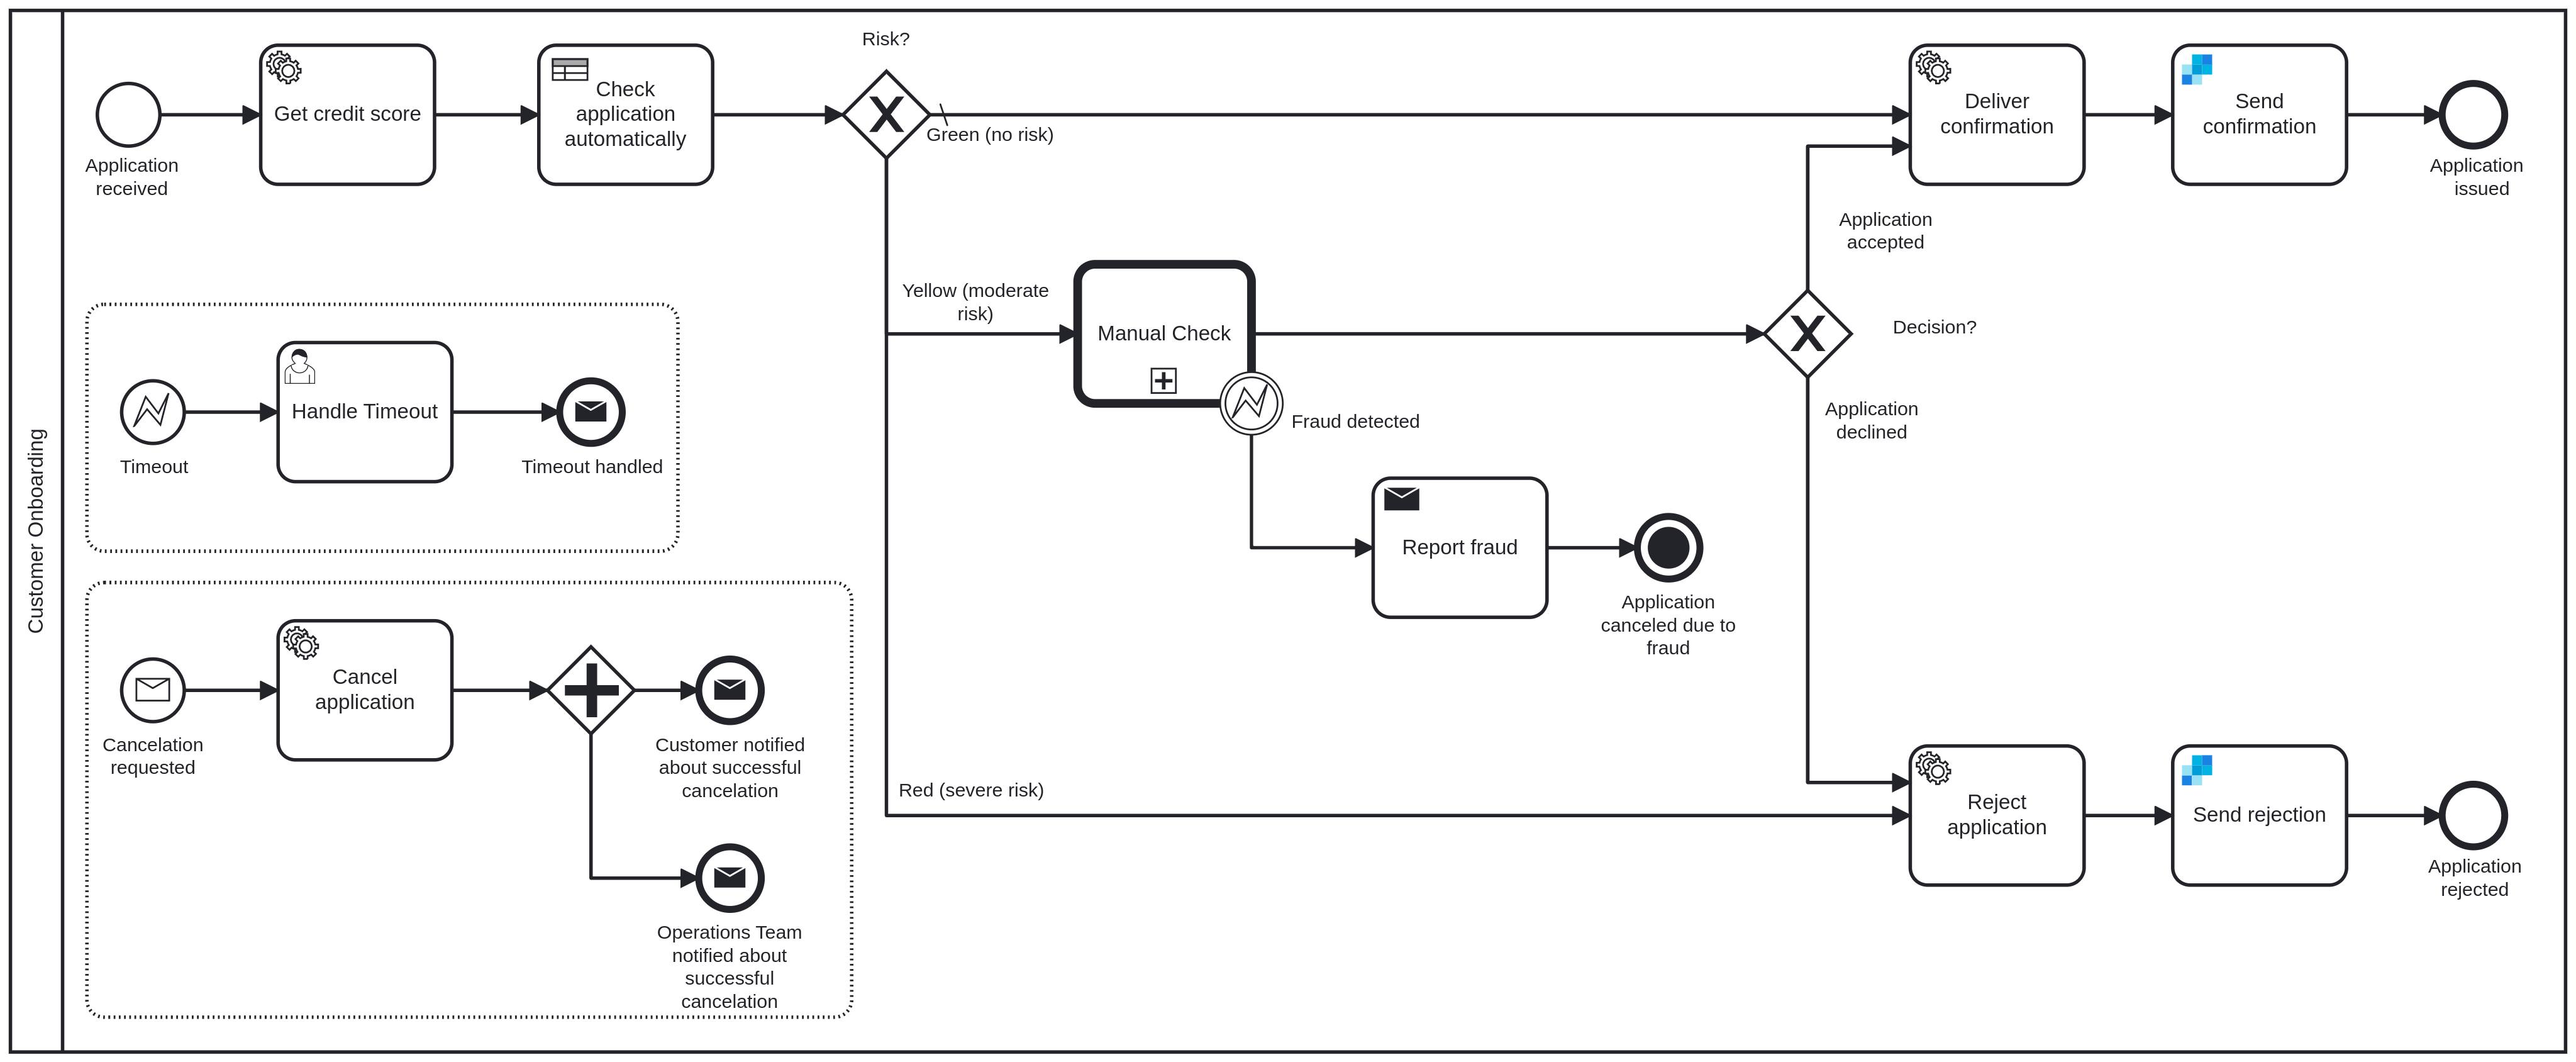 Customer Onboarding
Application
received
Get credit score
Check
application
automatically
Risk?
Green (no risk)
Deliver
confirmation
Send
confirmation
Application
issued
Application
accepted
Yellow (moderate
risk)
Manual Check
Decision?
Fraud detected
Application
declined
Timeout
Handle Timeout
Timeout handled
Report fraud
Application
canceled due to
fraud
Cancelation
requested
Cancel
application
Customer notified
about successful
cancelation
Operations Team
notified about
successful
cancelation
Red (severe risk)
Reject
application
Send rejection
Application
rejected